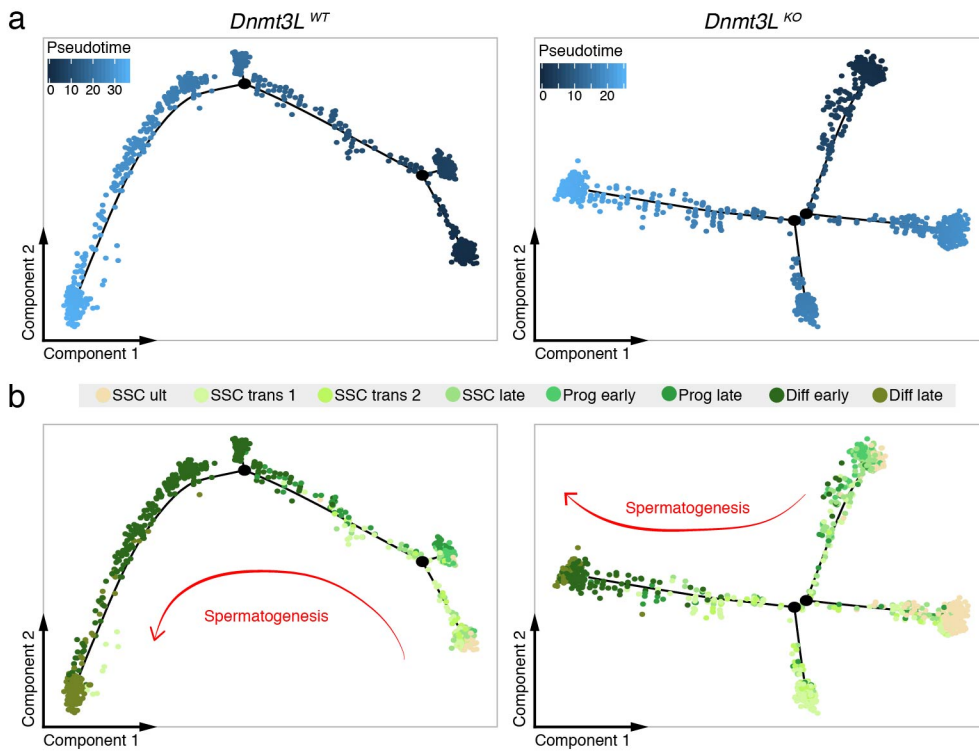 a
Dnmt3L WT
Dnmt3L KO
Pseudotime
0 10 20 30
Component 2
Component 1
Pseudotime
0 10 20
Component 2
Component 1
b
SSC ult SSC trans 1 SSC trans 2 SSC late Prog early Prog late Diff early Diff late
Spermatogenesis
Component 2
Component 1
Spermatogenesis
Component 2
Component 1